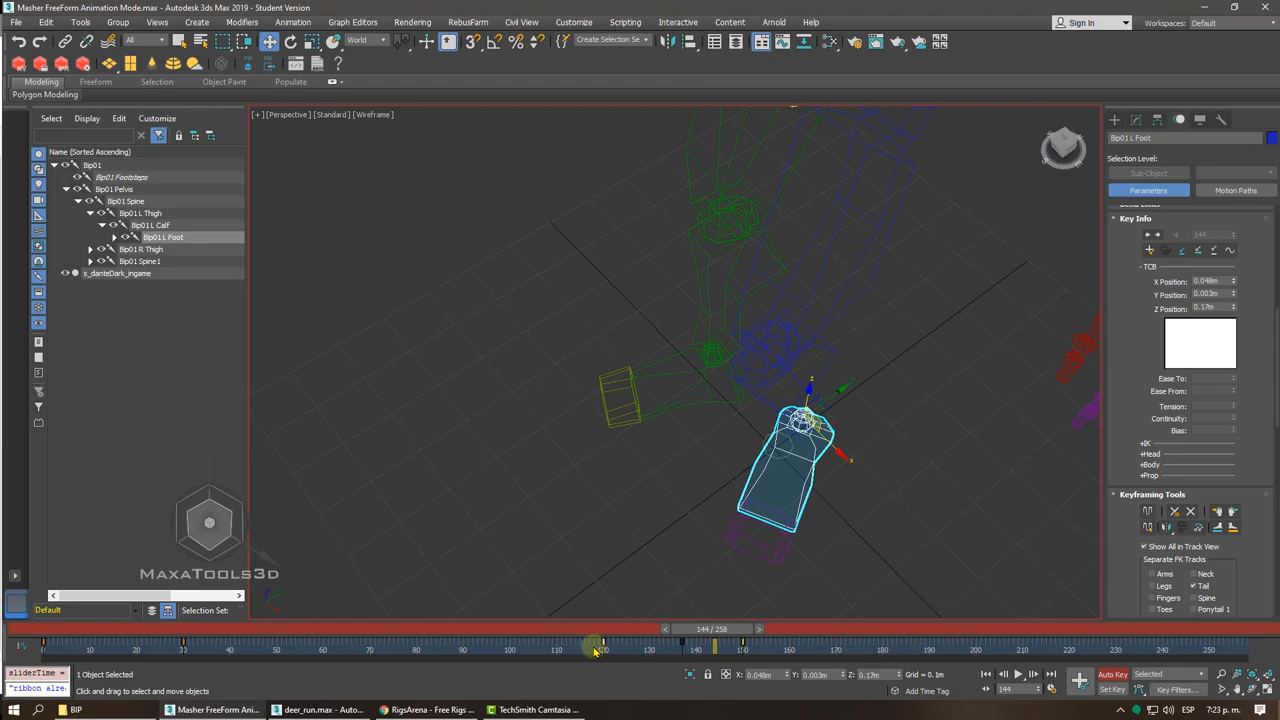 Masher FreeForm Animation Mode.max - Autodesk 3ds Max 2019 - Student Version
File Edit Tools Group Views Create Modifiers Animation Graph Editors Rendering RebusFarm Civil View Customize Scripting Interactive Content Arnold Help
Sign In Workspaces: Default
All World Create Selection Se
Modeling Freeform Selection Object Paint Populate
Polygon Modeling
Select Display Edit Customize
[+] [Perspective] [Standard] [Wireframe]
Name (Sorted Ascending)
Bip01
Bip01 Footsteps
Bip01 Pelvis
Bip01 Spine
Bip01 L Thigh
Bip01 L Calf
Bip01 L Foot
Bip01 R Thigh
Bip01 Spine1
s_danteDark_ingame
Bip01 L Foot
Selection Level:
Sub-Object
Parameters Motion Paths
Key Info
144
-TCB
X Position: 0.048m
Y Position: 0.003m
Z Position: 0.17m
Ease To:
Ease From:
Tension:
Continuity:
Bias:
+IK
+Head
+Body
+Prop
Keyframing Tools
Show All in Track View
Separate FK Tracks
Arms Neck
Legs Tail
Fingers Spine
Toes Ponytail 1
z
x
MAXATOOLS3D
Default Selection Set:
144 / 258
0 10 20 30 40 50 60 70 80 90 100 110 120 130 140 150 160 170 180 190 200 210 220 230 240 250
sliderTime =
"ribbon alre
1 Object Selected
Click and drag to select and move objects
X: 0.048m Y: 0.003m Z: 0.17m Grid = 0.1m
Add Time Tag
144
Auto Key Selected
Set Key Key Filters...
BIP Masher FreeForm Ani... deer_run.max - Auto... RigsArena - Free Rigs ... TechSmith Camtasia ... ESP 7:23 p. m.